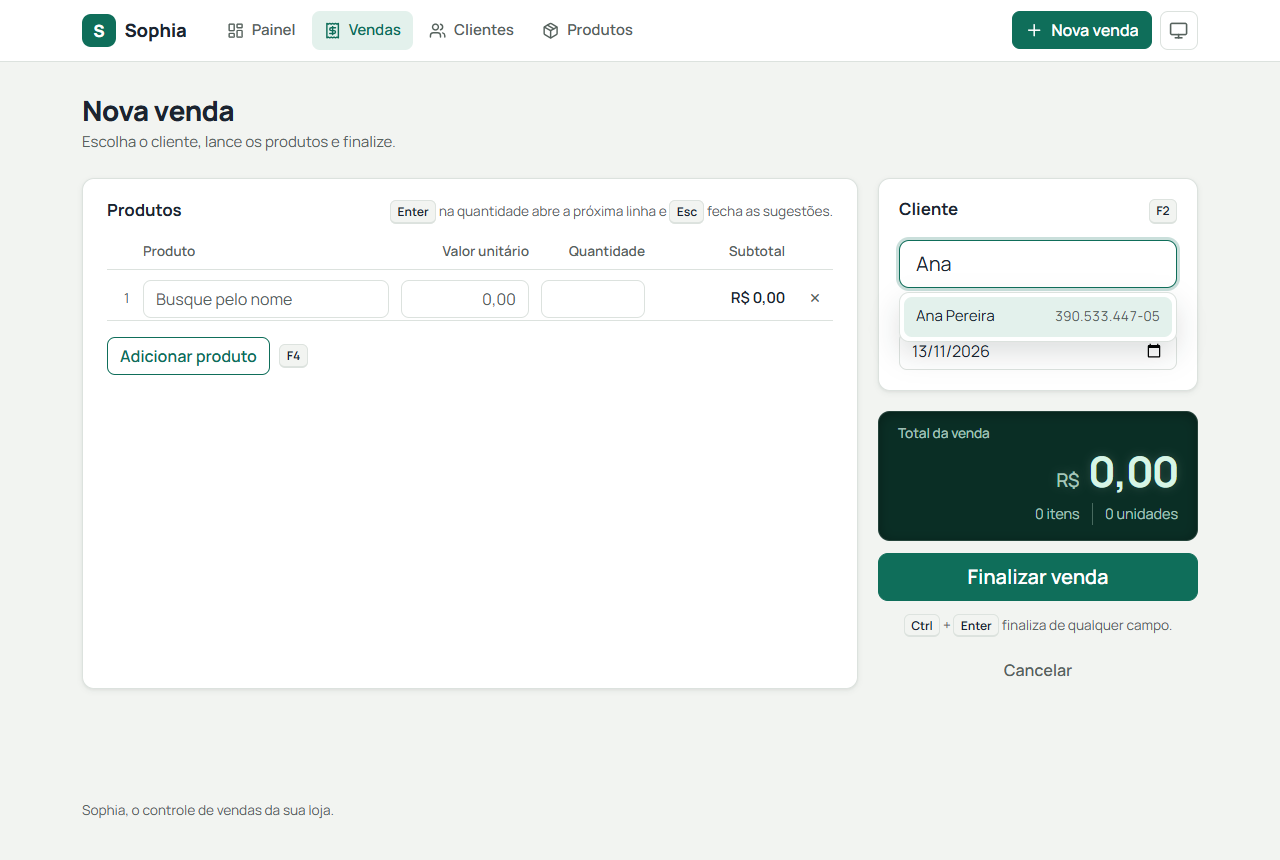 S Sophia Painel Vendas Clientes Produtos + Nova venda
Nova venda
Escolha o cliente, lance os produtos e finalize.
Produtos
Enter na quantidade abre a próxima linha e Esc fecha as sugestões.
Produto Valor unitário Quantidade Subtotal
1 Busque pelo nome 0,00 R$ 0,00 ×
Adicionar produto F4
Cliente F2
Ana
Ana Pereira 390.533.447-05
13/11/2026
Total da venda
R$ 0,00
0 itens 0 unidades
Finalizar venda
Ctrl + Enter finaliza de qualquer campo.
Cancelar
Sophia, o controle de vendas da sua loja.